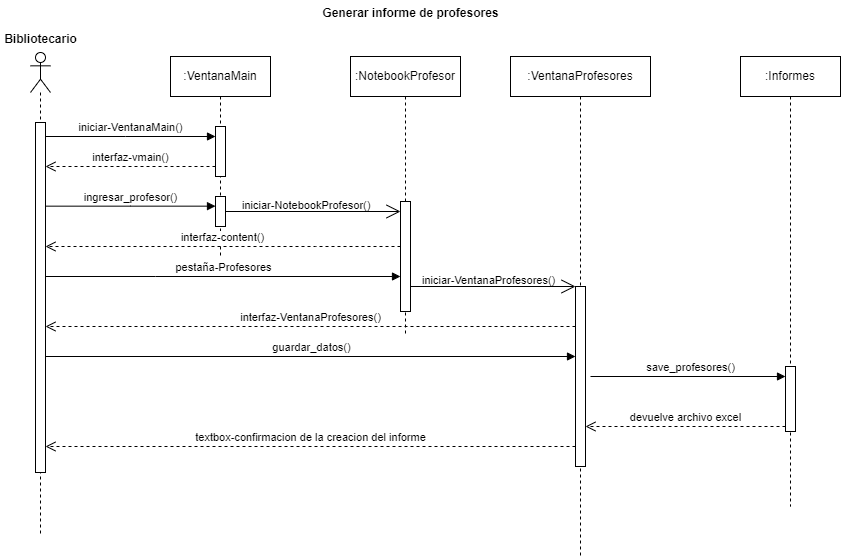 Generar informe de profesores
Bibliotecario
:VentanaMain
:NotebookProfesor
:VentanaProfesores
:Informes
iniciar-VentanaMain()
interfaz-vmain()
ingresar_profesor()
iniciar-NotebookProfesor()
interfaz-content()
pestaña-Profesores
iniciar-VentanaProfesores()
interfaz-VentanaProfesores()
guardar_datos()
save_profesores()
devuelve archivo excel
textbox-confirmacion de la creacion del informe